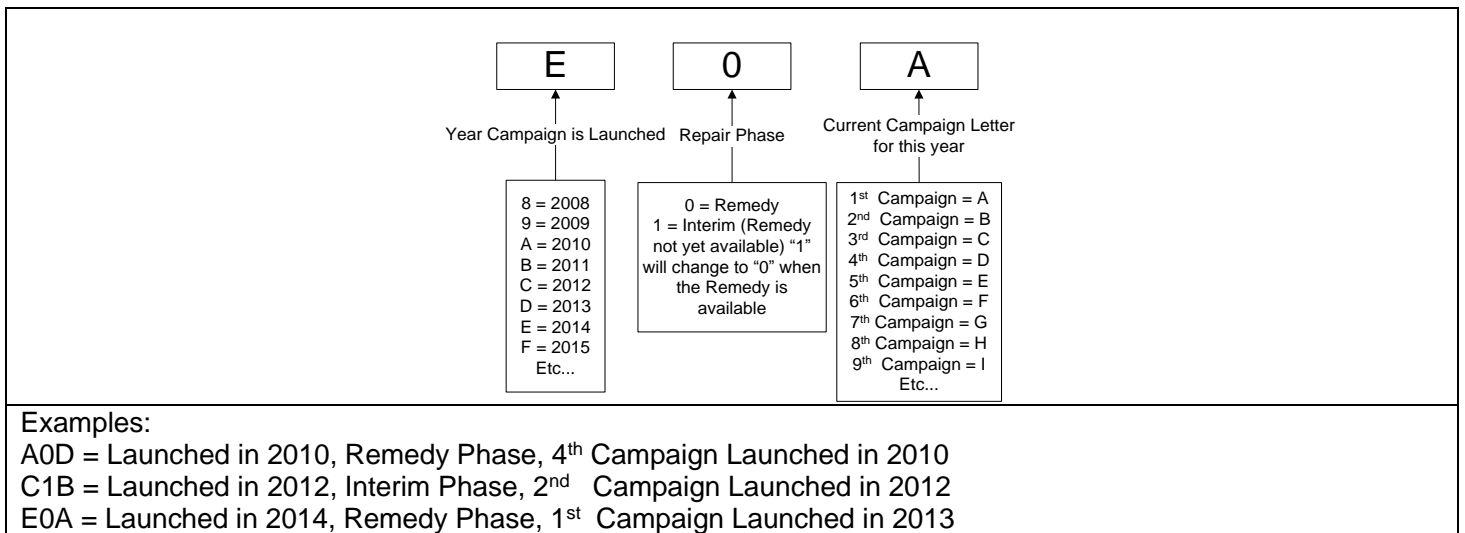 E 0 A
Year Campaign is Launched Repair Phase Current Campaign Letter
for this year
8 = 2008
9 = 2009
A = 2010
B = 2011
C = 2012
D = 2013
E = 2014
F = 2015
Etc...
0 = Remedy
1 = Interim (Remedy
not yet available) “1”
will change to “0” when
the Remedy is
available
1st Campaign = A
2nd Campaign = B
3rd Campaign = C
4th Campaign = D
5th Campaign = E
6th Campaign = F
7th Campaign = G
8th Campaign = H
9th Campaign = I
Etc...
Examples:
A0D = Launched in 2010, Remedy Phase, 4th Campaign Launched in 2010
C1B = Launched in 2012, Interim Phase, 2nd Campaign Launched in 2012
E0A = Launched in 2014, Remedy Phase, 1st Campaign Launched in 2013